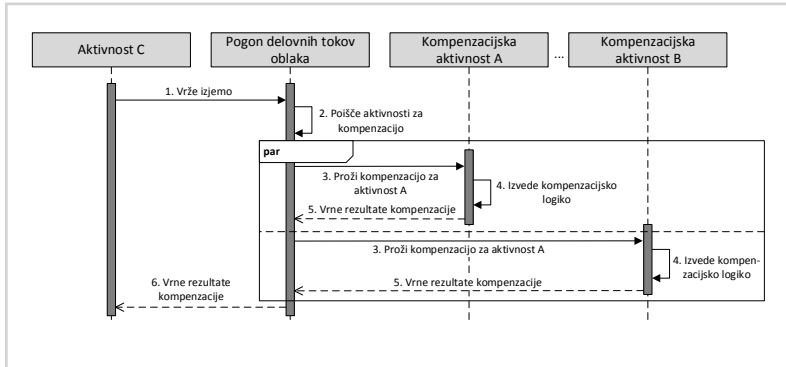 Aktivnost C
Pogon delovnih tokov
oblaka
Kompenzacijska
aktivnost A
...
Kompenzacijska
aktivnost B
1. Vrže izjemo
2. Poišče aktivnosti za
kompenzacijo
par
3. Proži kompenzacijo za
aktivnost A
4. Izvede kompenzacijsko
logiko
5. Vrne rezultate kompenzacije
3. Proži kompenzacijo za aktivnost A
4. Izvede kompen-
zacijsko logiko
5. Vrne rezultate kompenzacije
6. Vrne rezultate
kompenzacije